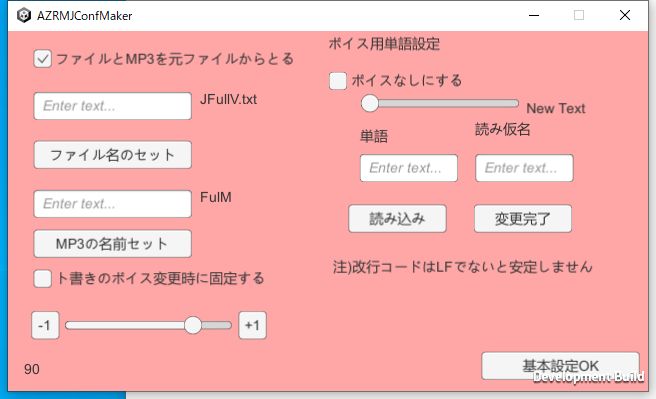 AZRMJConfMaker
ファイルとMP3を元ファイルからとる
Enter text...
JFullV.txt
ファイル名のセット
Enter text...
FulM
MP3の名前セット
ト書きのボイス変更時に固定する
-1
+1
90
ボイス用単語設定
ボイスなしにする
New Text
単語
読み仮名
Enter text...
Enter text...
読み込み
変更完了
注)改行コードはLFでないと安定しません
基本設定OK
Development Build